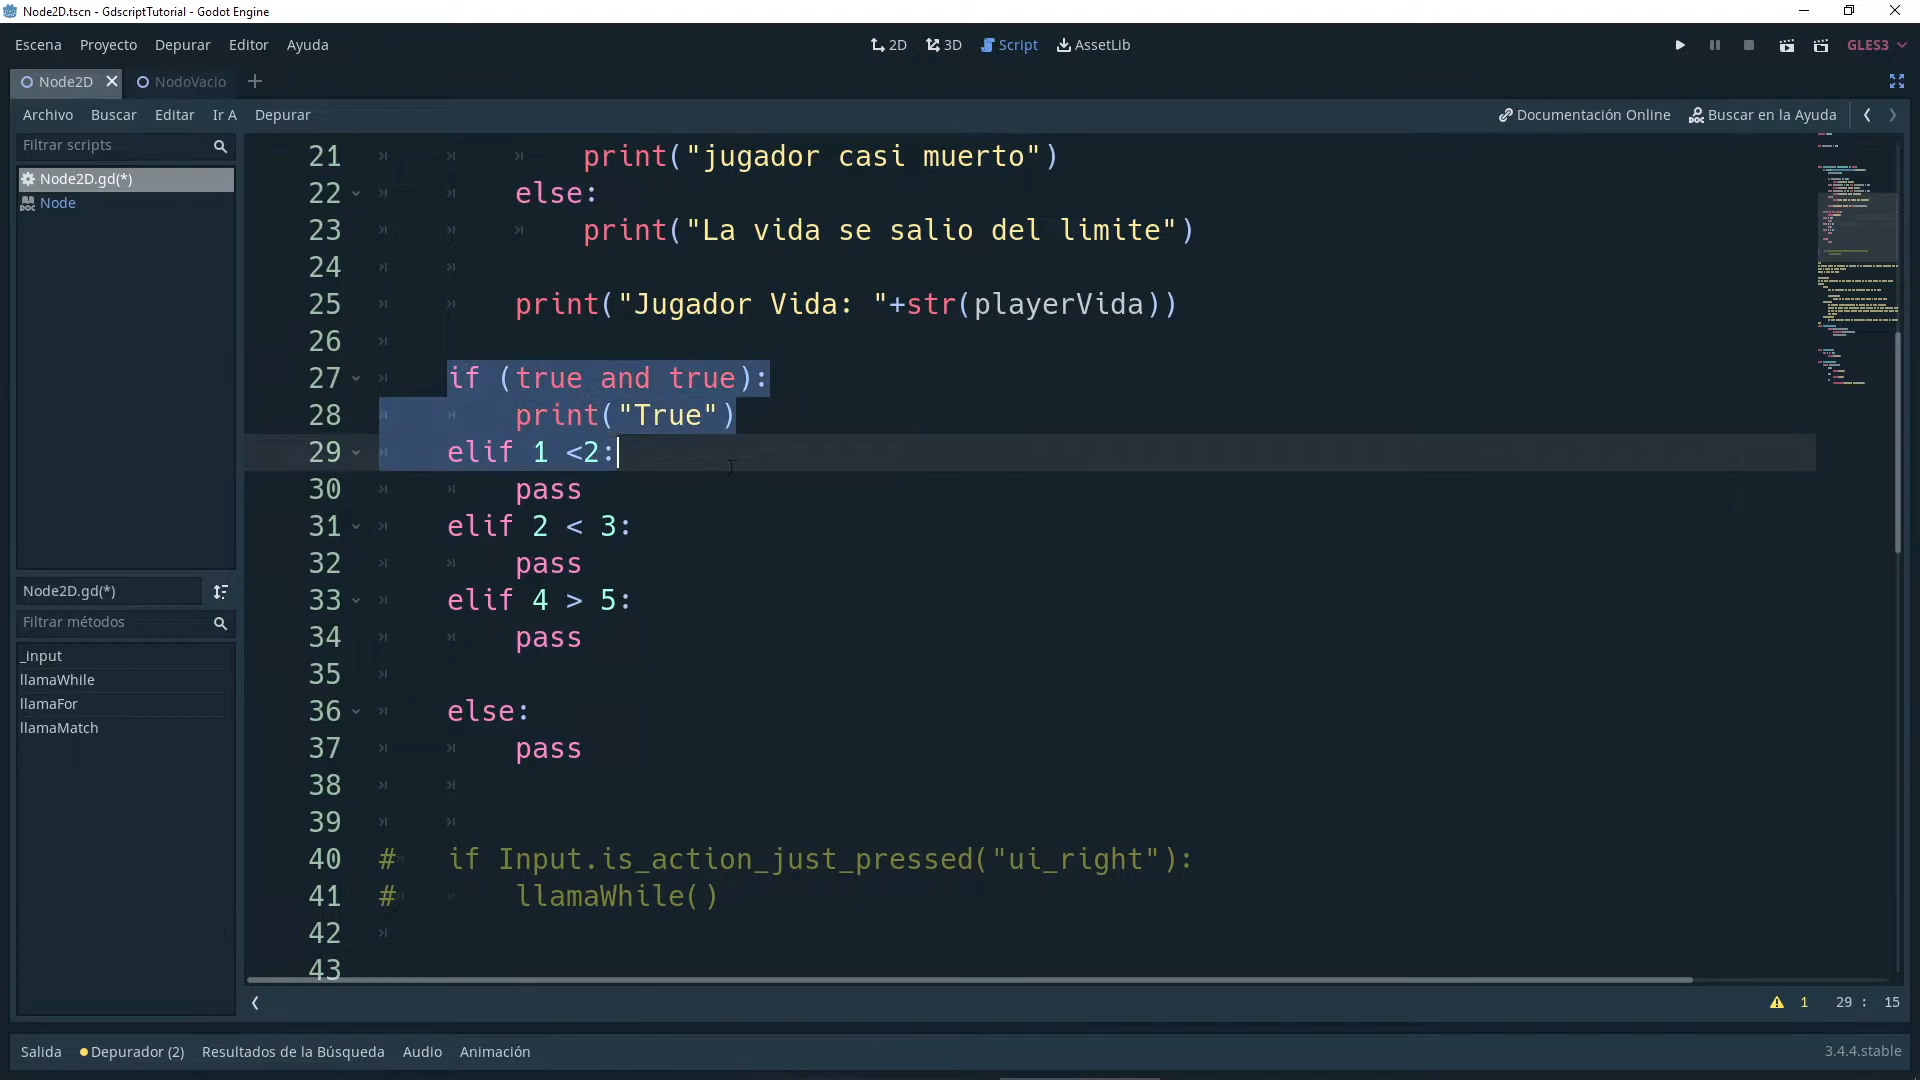 Node2D.tscn - GdscriptTutorial - Godot Engine
Escena Proyecto Depurar Editor Ayuda 2D 3D Script AssetLib GLES3
Node2D NodoVacio
Archivo Buscar Editar Ir A Depurar Documentación Online Buscar en la Ayuda
Filtrar scripts
Node2D.gd(*)
Node
Node2D.gd(*)
Filtrar métodos
_input
llamaWhile
llamaFor
llamaMatch
21 print("jugador casi muerto")
22 else:
23 print("La vida se salio del limite")
24
25 print("Jugador Vida: "+str(playerVida))
26
27 if (true and true):
28 print("True")
29 elif 1 <2:
30 pass
31 elif 2 < 3:
32 pass
33 elif 4 > 5:
34 pass
35
36 else:
37 pass
38
39
40 # if Input.is_action_just_pressed("ui_right"):
41 # llamaWhile()
42
43
1 29 : 15
Salida Depurador (2) Resultados de la Búsqueda Audio Animación 3.4.4.stable